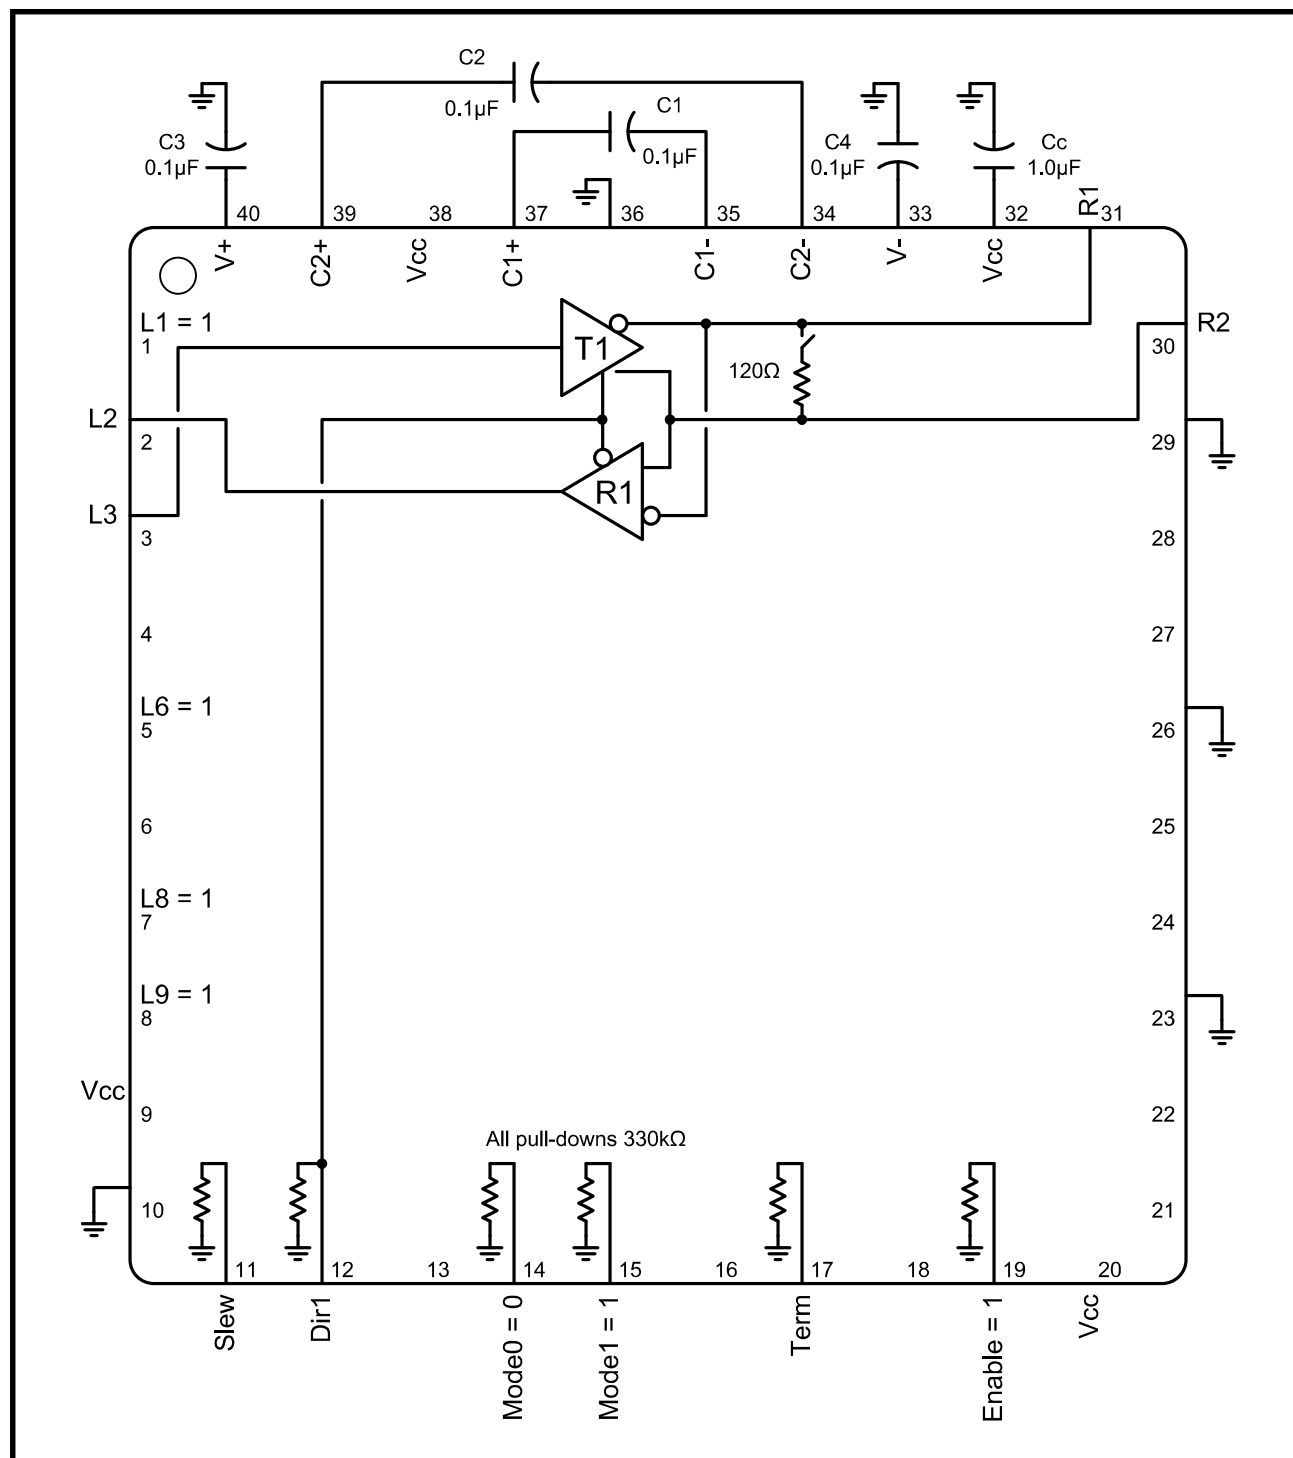 C2
0.1µF
C1
0.1µF
C3
0.1µF
C4
0.1µF
Cc
1.0µF
R1
40
39
38
37
36
35
34
33
32
31
V+
C2+
Vcc
C1+
C1-
C2-
V-
Vcc
L1 = 1
1
T1
120Ω
R2
30
L2
2
29
R1
L3
3
28
4
27
L6 = 1
5
26
6
25
L8 = 1
7
24
L9 = 1
8
23
Vcc
9
22
All pull-downs 330kΩ
10
21
11
12
13
14
15
16
17
18
19
20
Slew
Dir1
Mode0 = 0
Mode1 = 1
Term
Enable = 1
Vcc